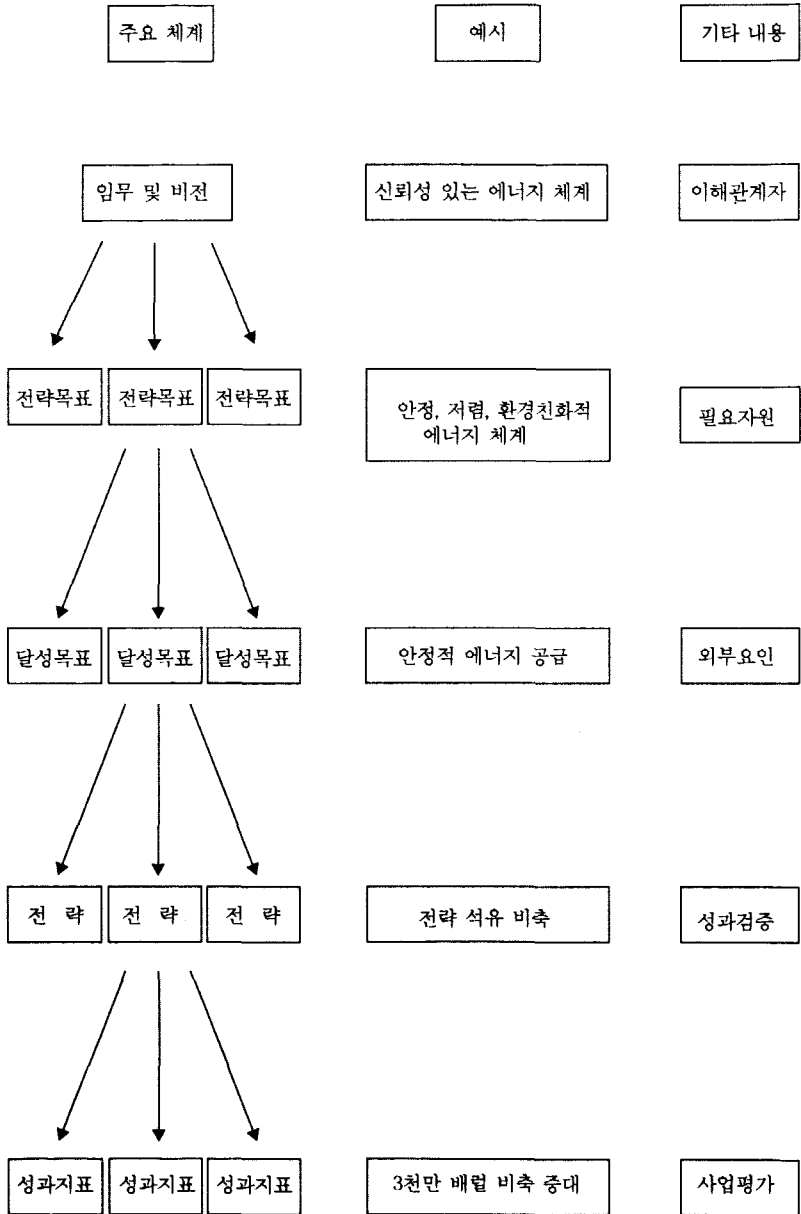 주요 체계
예시
기타 내용
임무 및 비전
신뢰성 있는 에너지 체계
이해관계자
전략목표
전략목표
전략목표
안정, 저렴, 환경친화적
에너지 체계
필요자원
달성목표
달성목표
달성목표
안정적 에너지 공급
외부요인
전 략
전 략
전 략
전략 석유 비축
성과검증
성과지표
성과지표
성과지표
3천만 배럴 비축 증대
사업평가